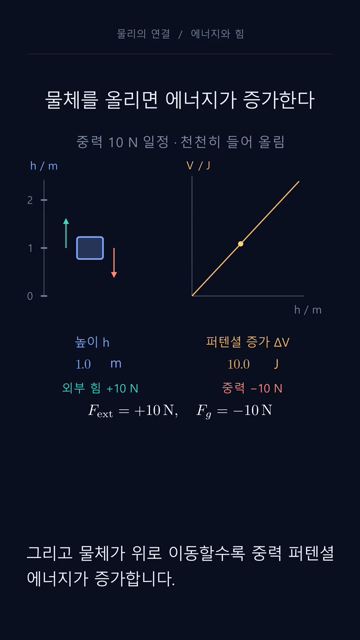 물리의 연결 / 에너지와 힘
물체를 올리면 에너지가 증가한다
중력 10 N 일정 · 천천히 들어 올림
h / m
V / J
2
1
0
h / m
높이 h
퍼텐셜 증가 ΔV
1.0 m
10.0 J
외부 힘 +10 N
중력 −10 N
F_ext = +10 N, F_g = −10 N
그리고 물체가 위로 이동할수록 중력 퍼텐셜
에너지가 증가합니다.